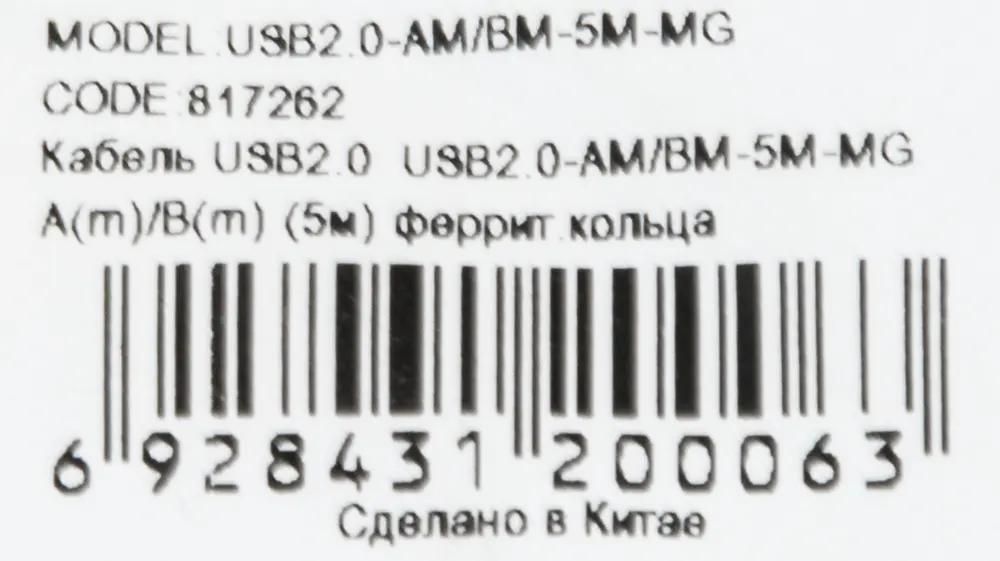 MODEL:USB2.0-AM/BM-5M-MG
CODE:817262
Кабель USB2.0 USB2.0-AM/BM-5M-MG
A(m)/B(m) (5м) феррит.кольца
6 928431 200063
Сделано в Китае